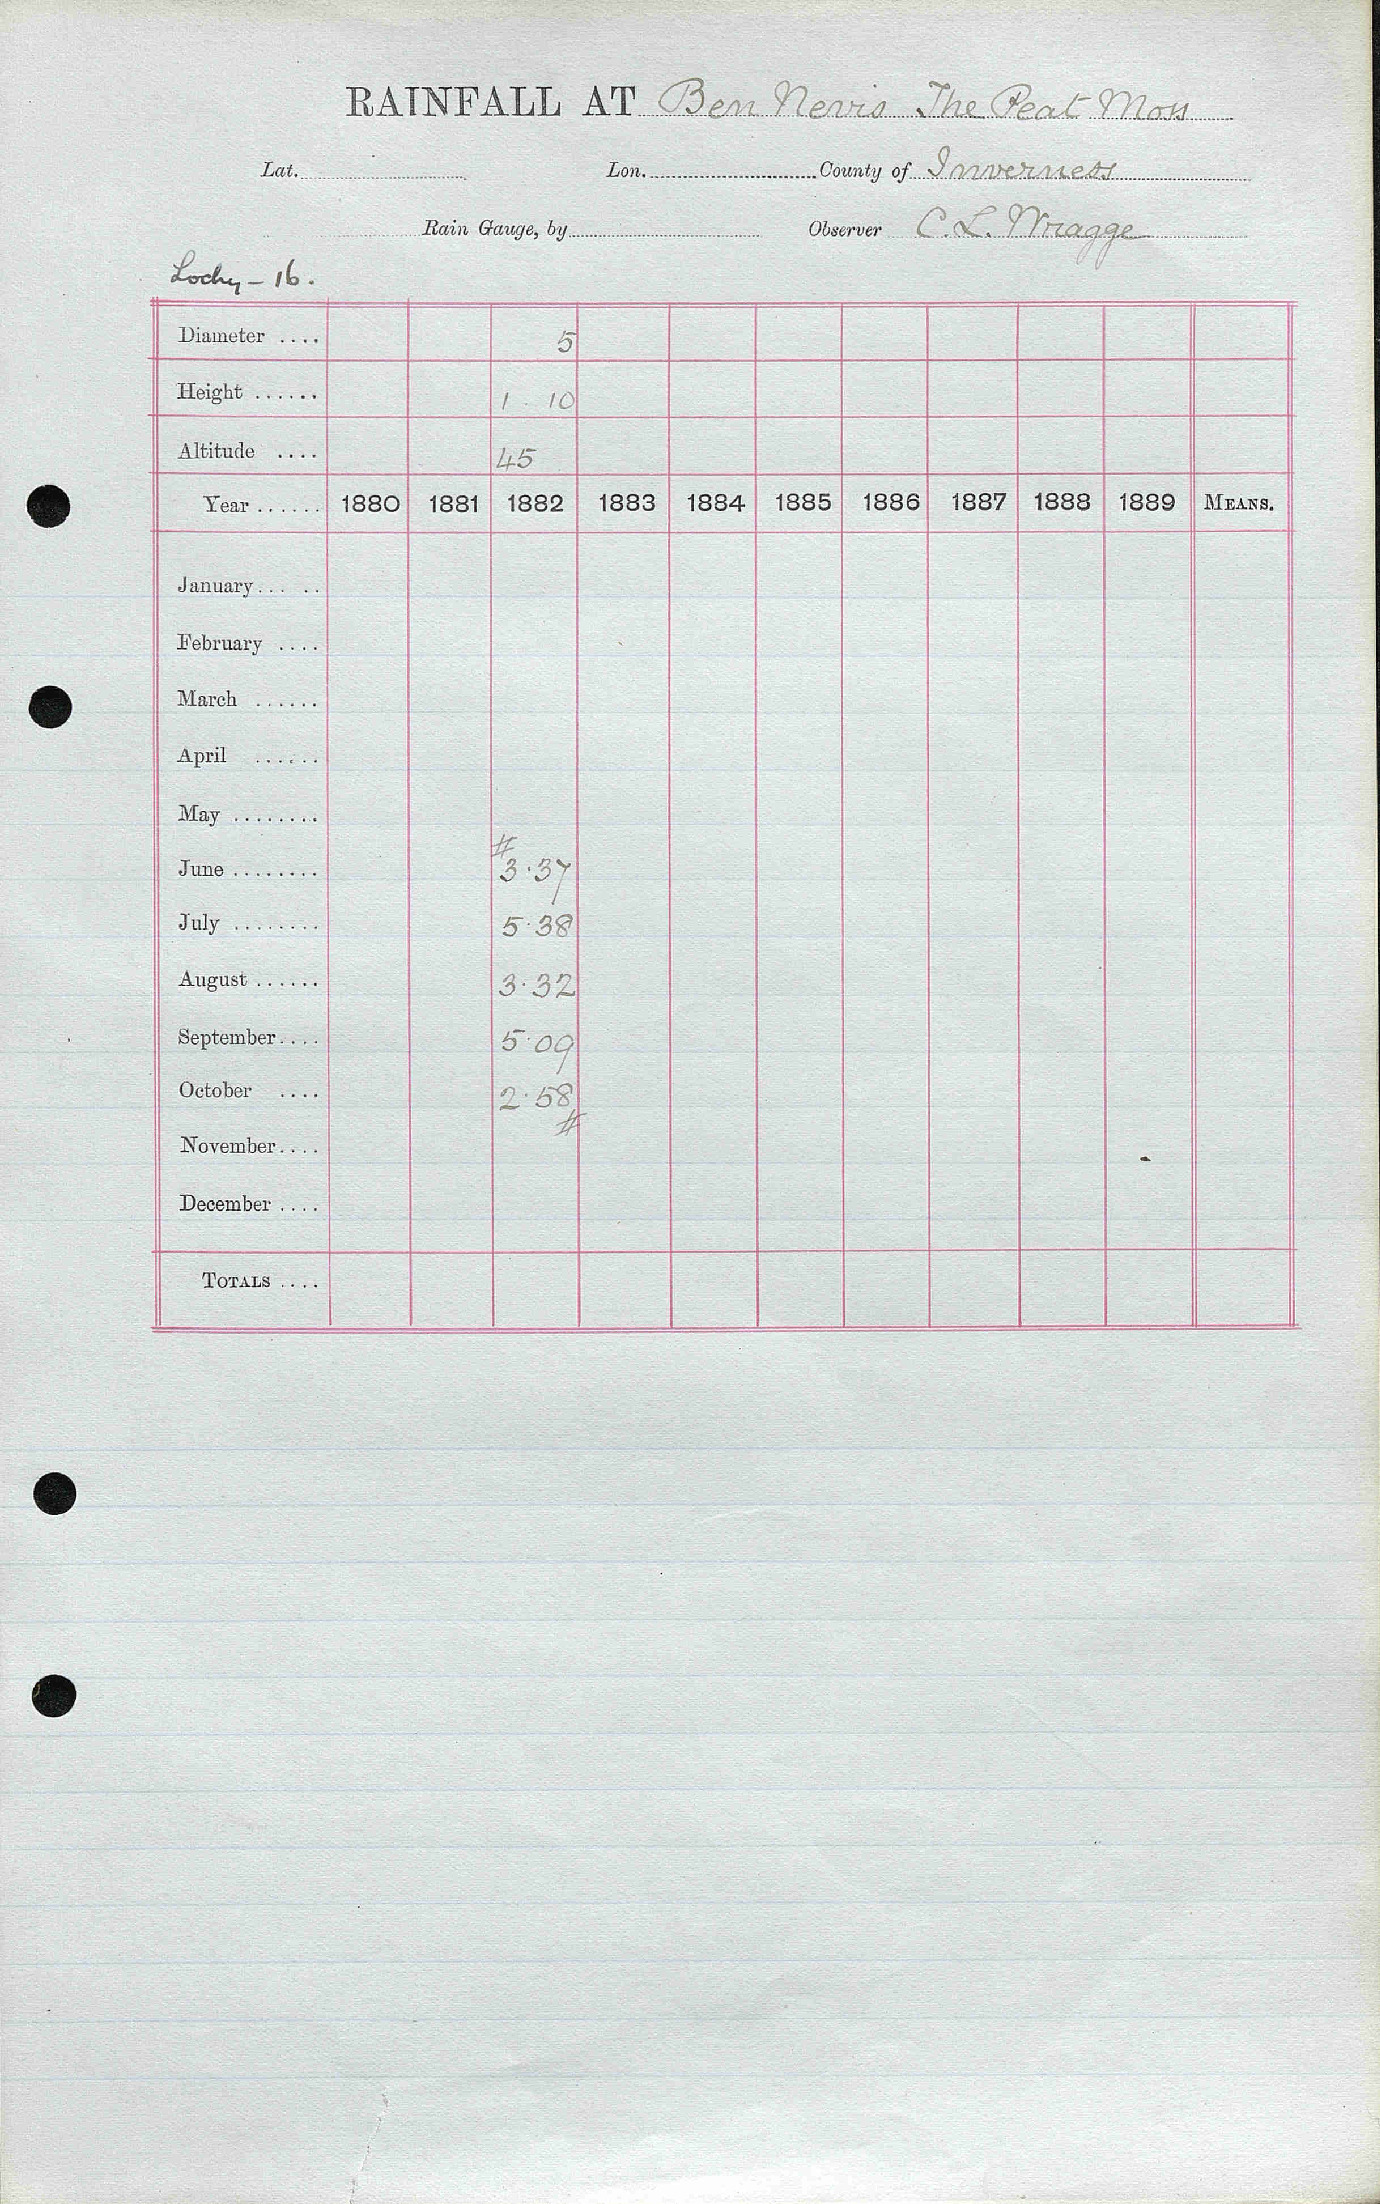 RAINFALL AT Ben Nevis The Peat Moss
Lat. Lon. County of Inverness
Rain Gauge, by Observer C. L. Wragge
Lochy - 16.
Diameter .... 5
Height ...... 1 10
Altitude .... 45
Year ...... 1880 1881 1882 1883 1884 1885 1886 1887 1888 1889 MEANS.
January... ..
February ....
March ......
April ......
May ........
#
June ........ 3.37
July ........ 5.38
August ...... 3.32
September.... 5.09
October .... 2.58
#
November....
December ....
TOTALS ....